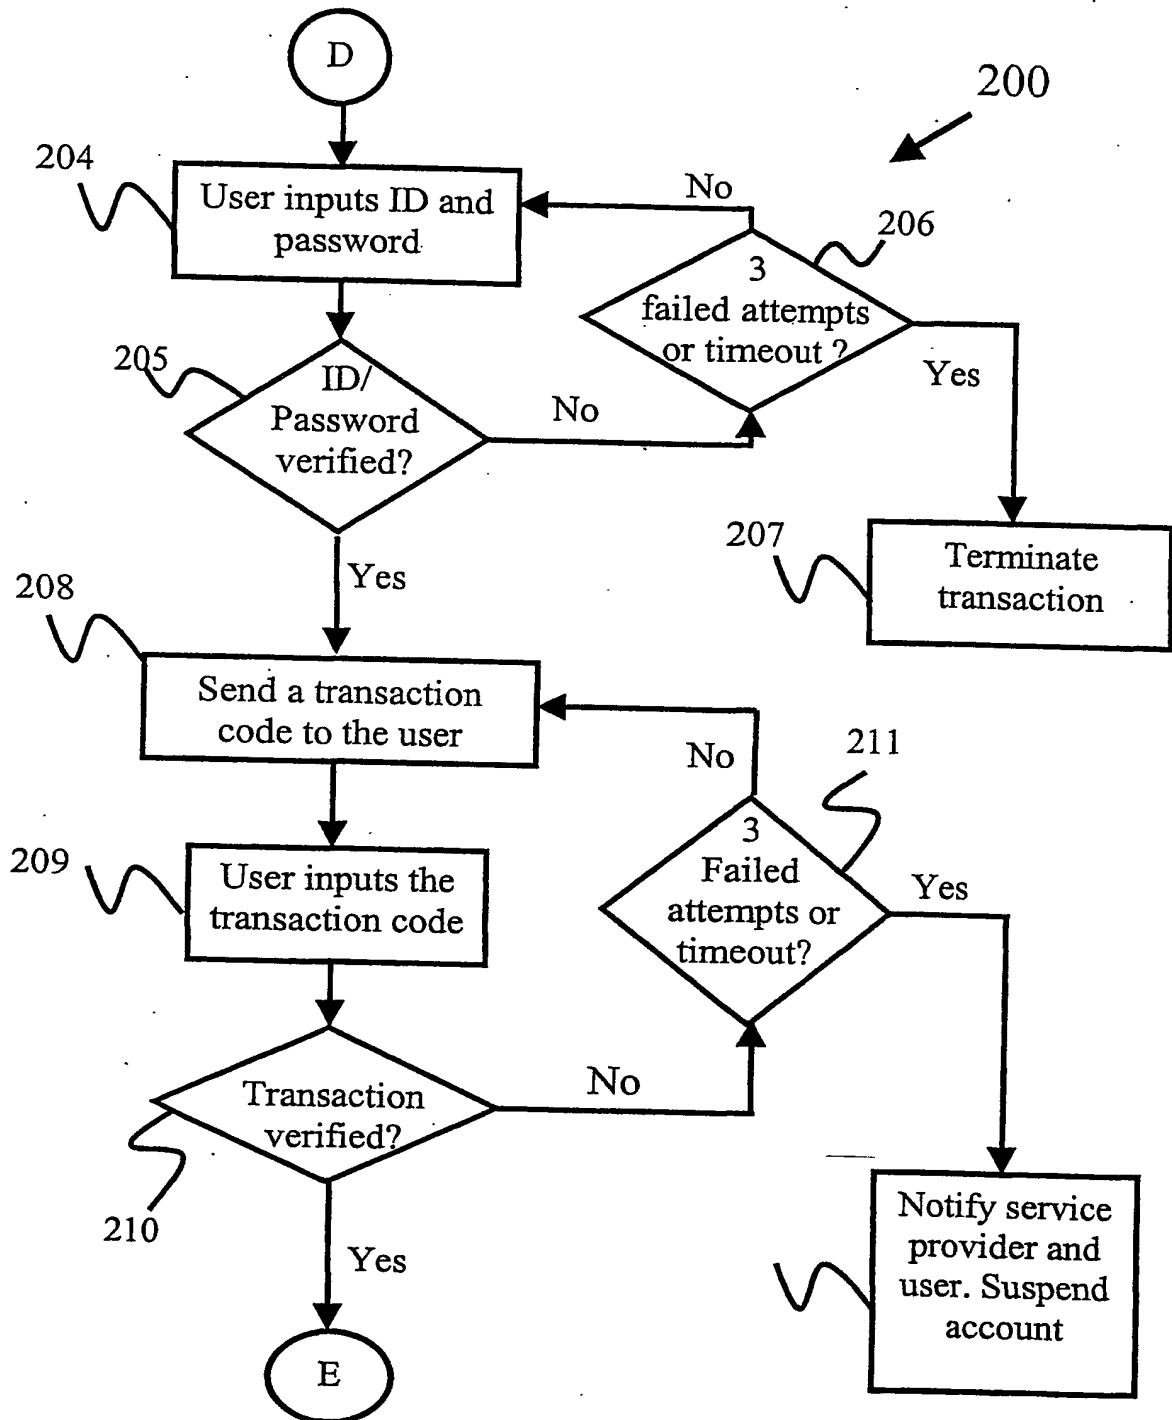 D
200
204
User inputs ID and
password
No
206
3
failed attempts
or timeout ?
Yes
205
ID/
Password
verified?
No
207
Terminate
transaction
Yes
208
Send a transaction
code to the user
No
211
209
User inputs the
transaction code
3
Failed
attempts or
timeout?
Yes
Transaction
verified?
No
210
Yes
Notify service
provider and
user. Suspend
account
E